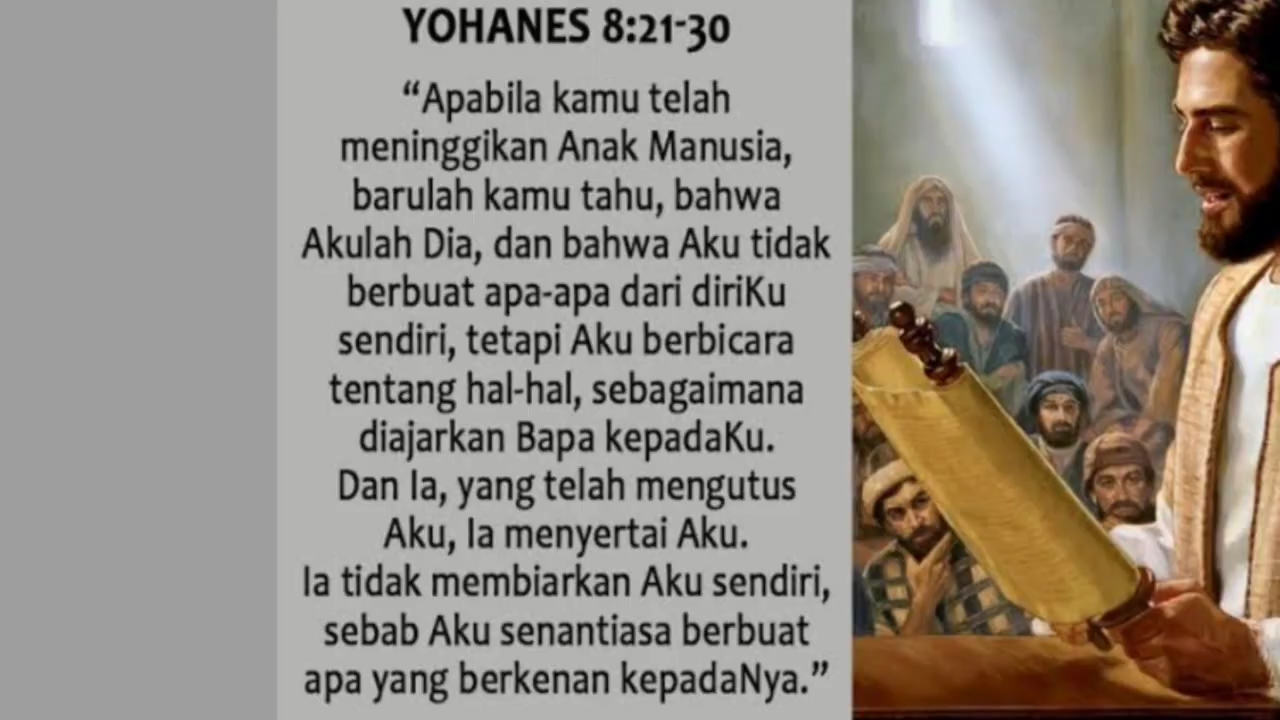 YOHANES 8:21-30
“Apabila kamu telah
meninggikan Anak Manusia,
barulah kamu tahu, bahwa
Akulah Dia, dan bahwa Aku tidak
berbuat apa-apa dari diriKu
sendiri, tetapi Aku berbicara
tentang hal-hal, sebagaimana
diajarkan Bapa kepadaKu.
Dan Ia, yang telah mengutus
Aku, Ia menyertai Aku.
Ia tidak membiarkan Aku sendiri,
sebab Aku senantiasa berbuat
apa yang berkenan kepadaNya.”